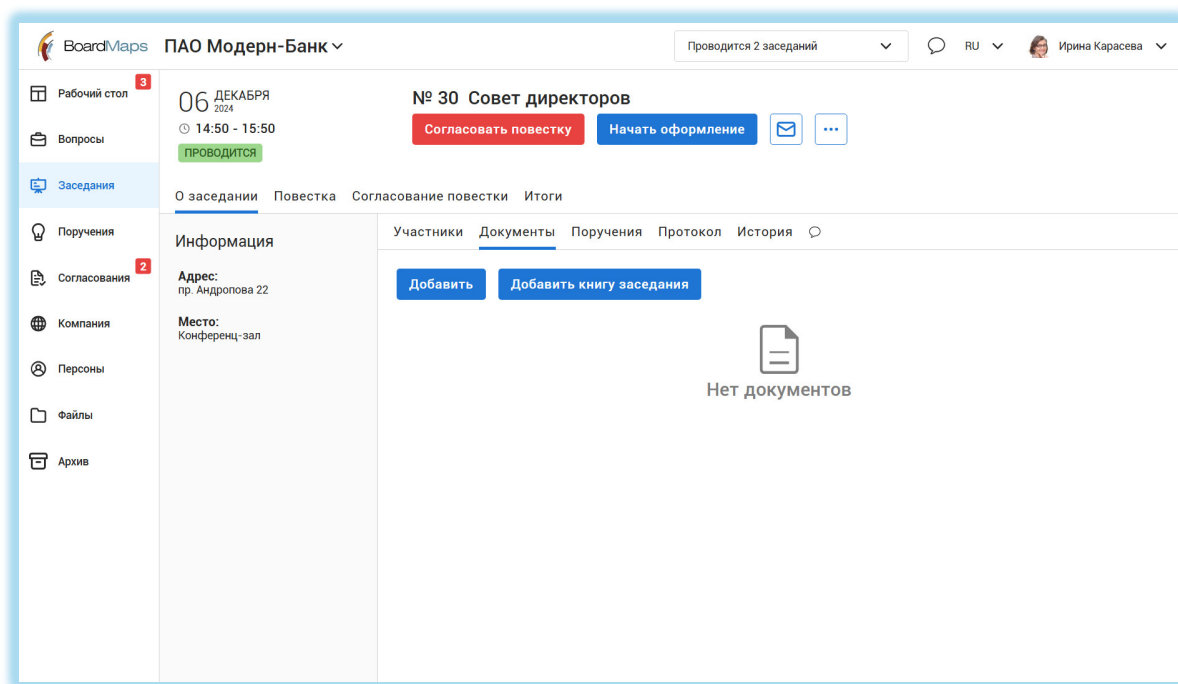 BoardMaps ПАО Модерн-Банк
Проводится 2 заседаний
RU
Ирина Карасева
Рабочий стол
3
Вопросы
Заседания
Поручения
Согласования
2
Компания
Персоны
Файлы
Архив
06 ДЕКАБРЯ
2024
14:50 - 15:50
ПРОВОДИТСЯ
№ 30 Совет директоров
Согласовать повестку
Начать оформление
О заседании Повестка Согласование повестки Итоги
Информация
Адрес:
пр. Андропова 22
Место:
Конференц-зал
Участники Документы Поручения Протокол История
Добавить
Добавить книгу заседания
Нет документов